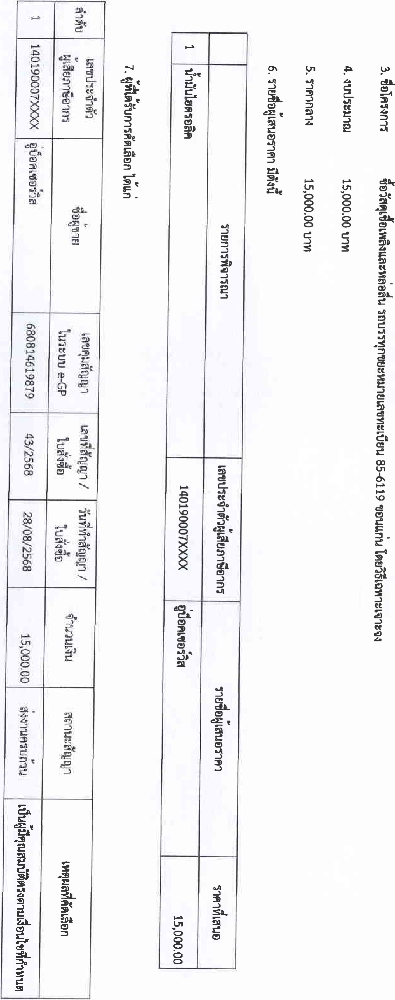 3. ชื่อโครงการ ซื้อวัสดุเชื้อเพลิงและหล่อลื่น รถบรรทุกขยะหมายเลขทะเบียน 85-6119 ขอนแก่น โดยวิธีเฉพาะเจาะจง
4. งบประมาณ 15,000.00 บาท
5. ราคากลาง 15,000.00 บาท
6. รายชื่อผู้เสนอราคา มีดังนี้
รายการพิจารณา เลขประจำตัวผู้เสียภาษีอากร รายชื่อผู้เสนอราคา ราคาที่เสนอ
1 น้ำมันไฮดรอลิค 140190007XXXX อู่บ็อคเซอร์วิส 15,000.00
7. ผู้ที่ได้รับการคัดเลือก ได้แก่
ลำดับ เลขประจำตัว ผู้เสียภาษีอากร ชื่อผู้ขาย เลขคุมสัญญา ในระบบ e-GP เลขที่สัญญา / ใบสั่งซื้อ วันที่ทำสัญญา / ใบสั่งซื้อ จำนวนเงิน สถานะสัญญา เหตุผลที่คัดเลือก
1 140190007XXXX อู่บ็อคเซอร์วิส 680814619879 43/2568 28/08/2568 15,000.00 ส่งงานครบถ้วน เป็นผู้มีคุณสมบัติตรงตามเงื่อนไขที่กำหนด